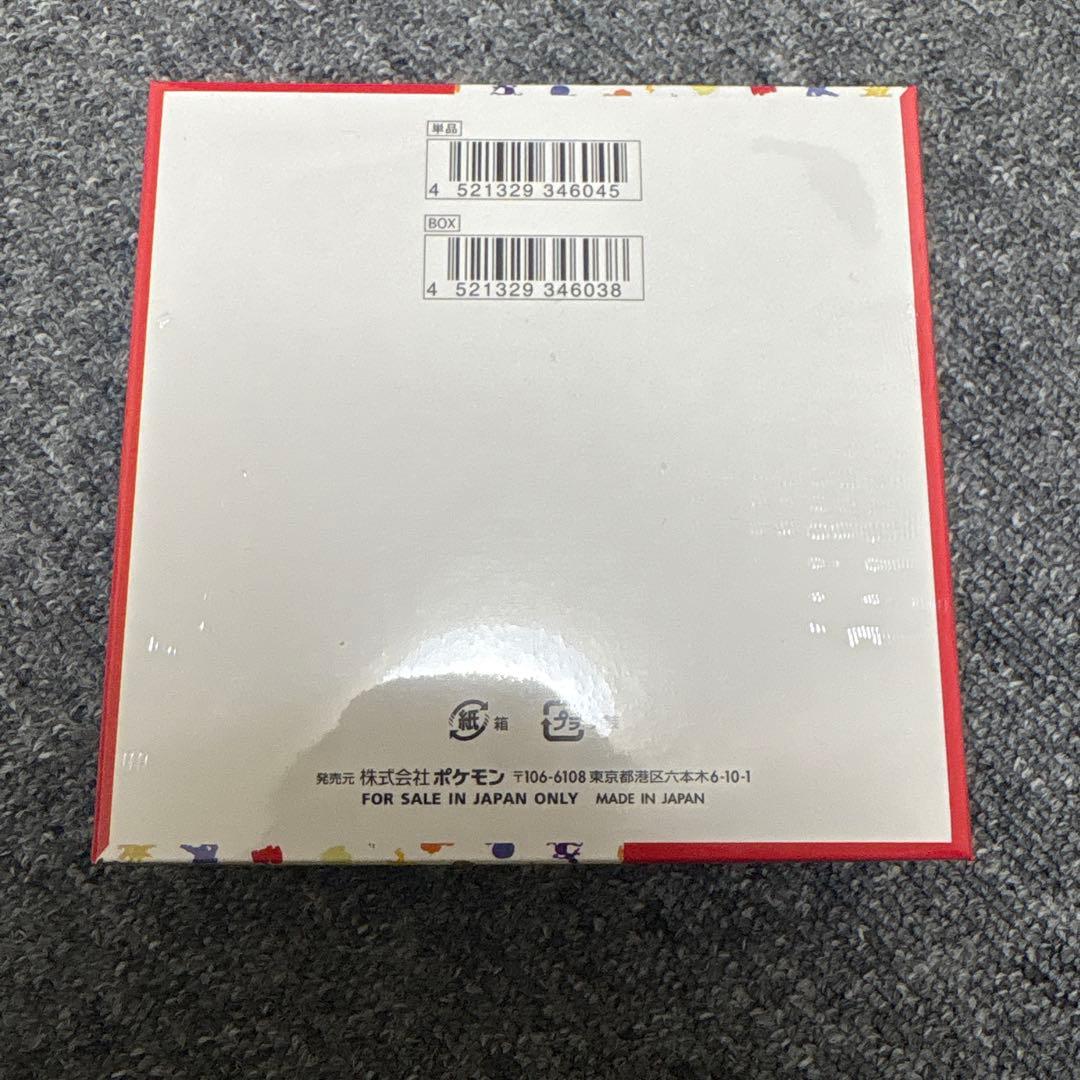 単品
4 521329 346045
BOX
4 521329 346038
紙 箱 プラ
発売元 株式会社ポケモン 〒106-6108 東京都港区六本木6-10-1
FOR SALE IN JAPAN ONLY MADE IN JAPAN